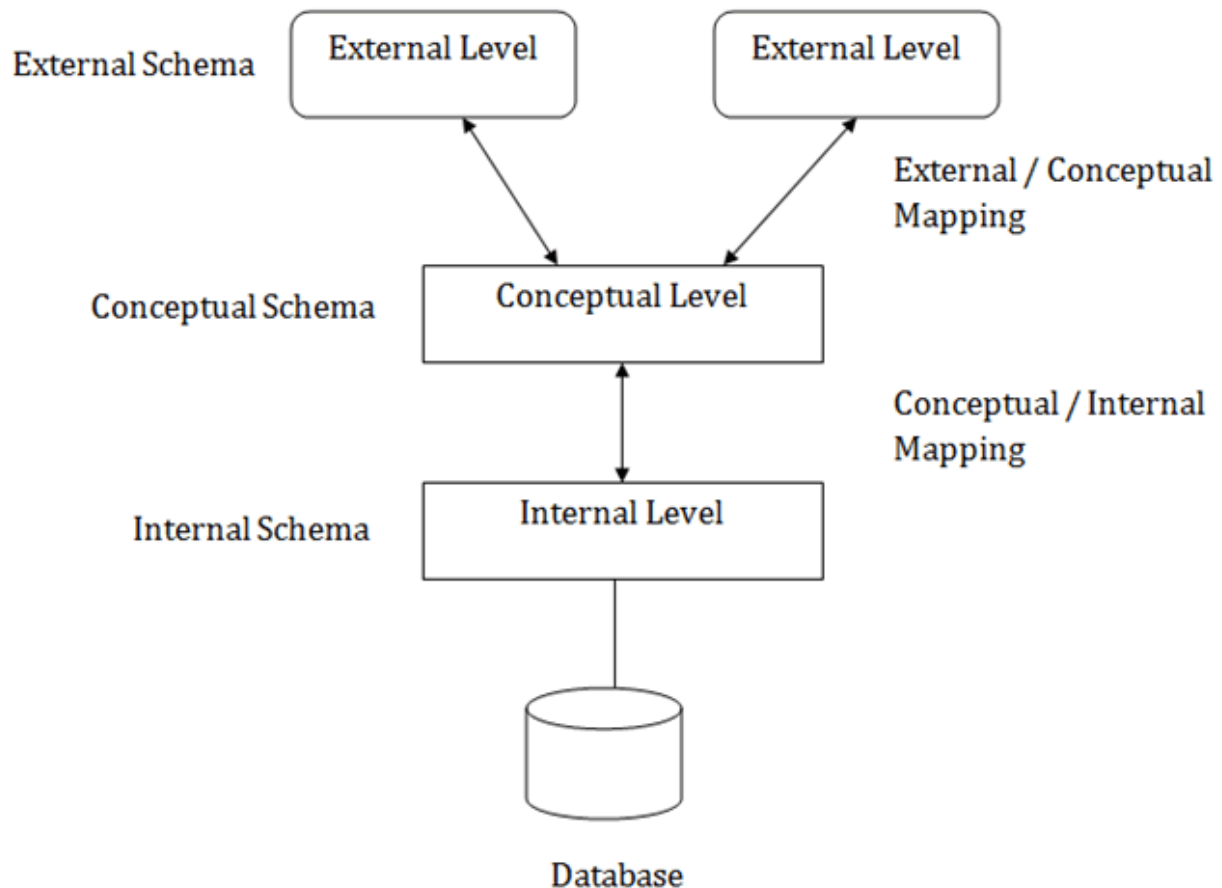 External Schema
External Level
External Level
External / Conceptual
Mapping
Conceptual Schema
Conceptual Level
Conceptual / Internal
Mapping
Internal Schema
Internal Level
Database